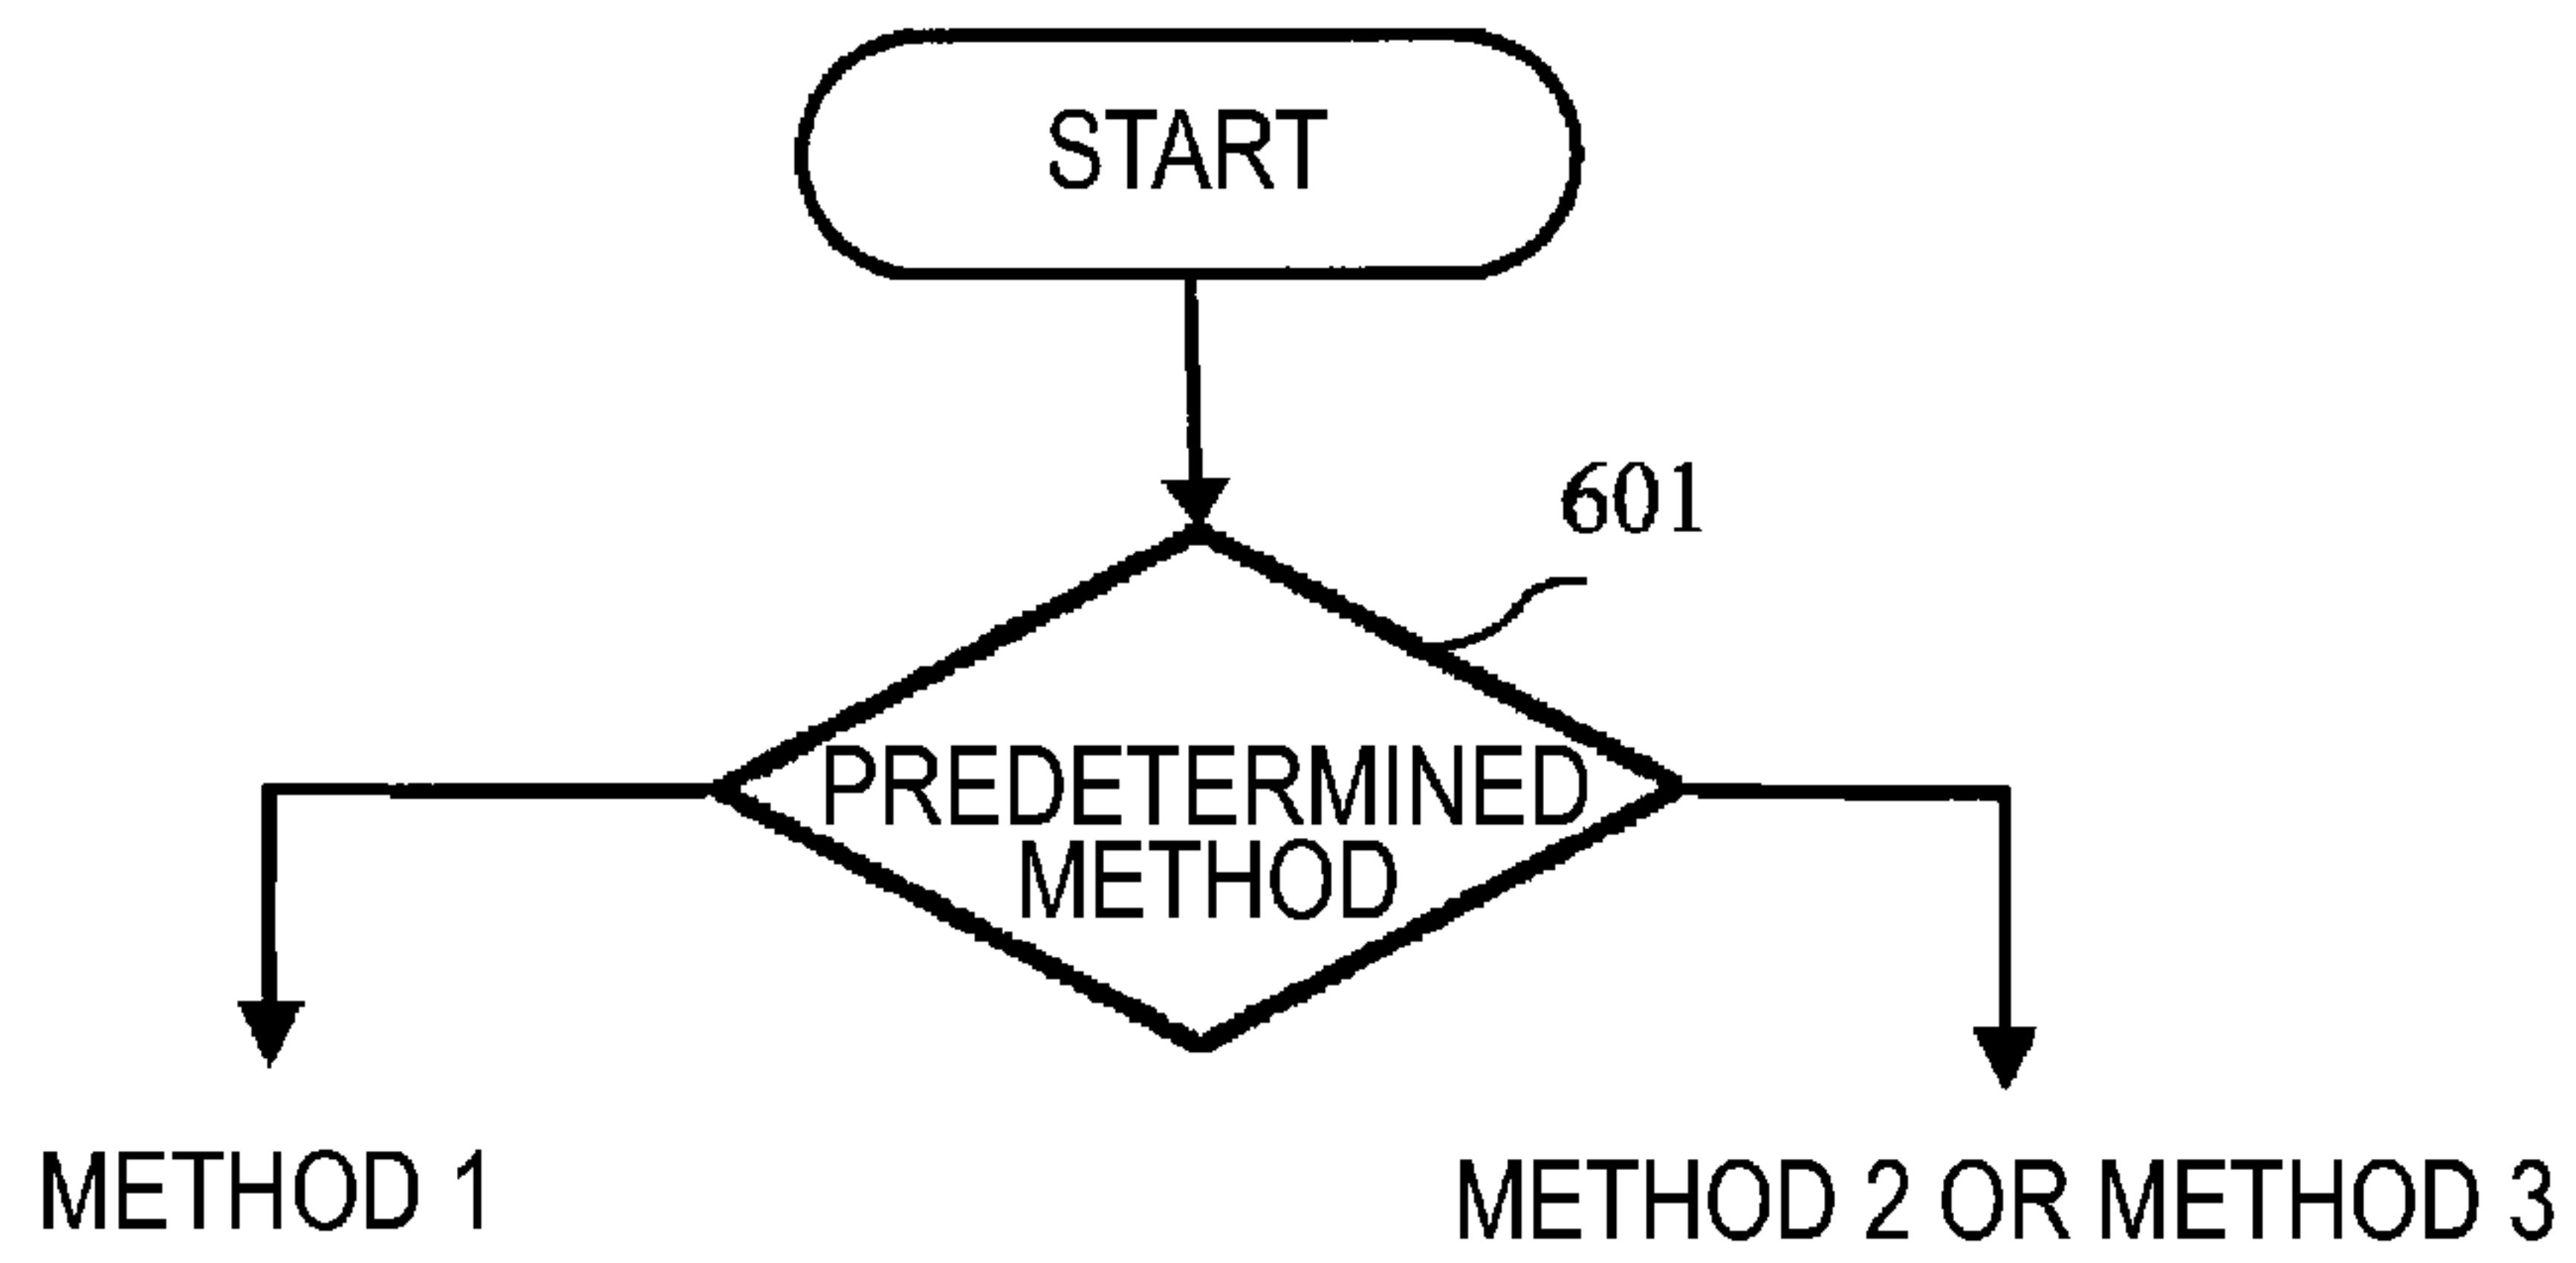 START
601
PREDETERMINED
METHOD
METHOD 1
METHOD 2 OR METHOD 3